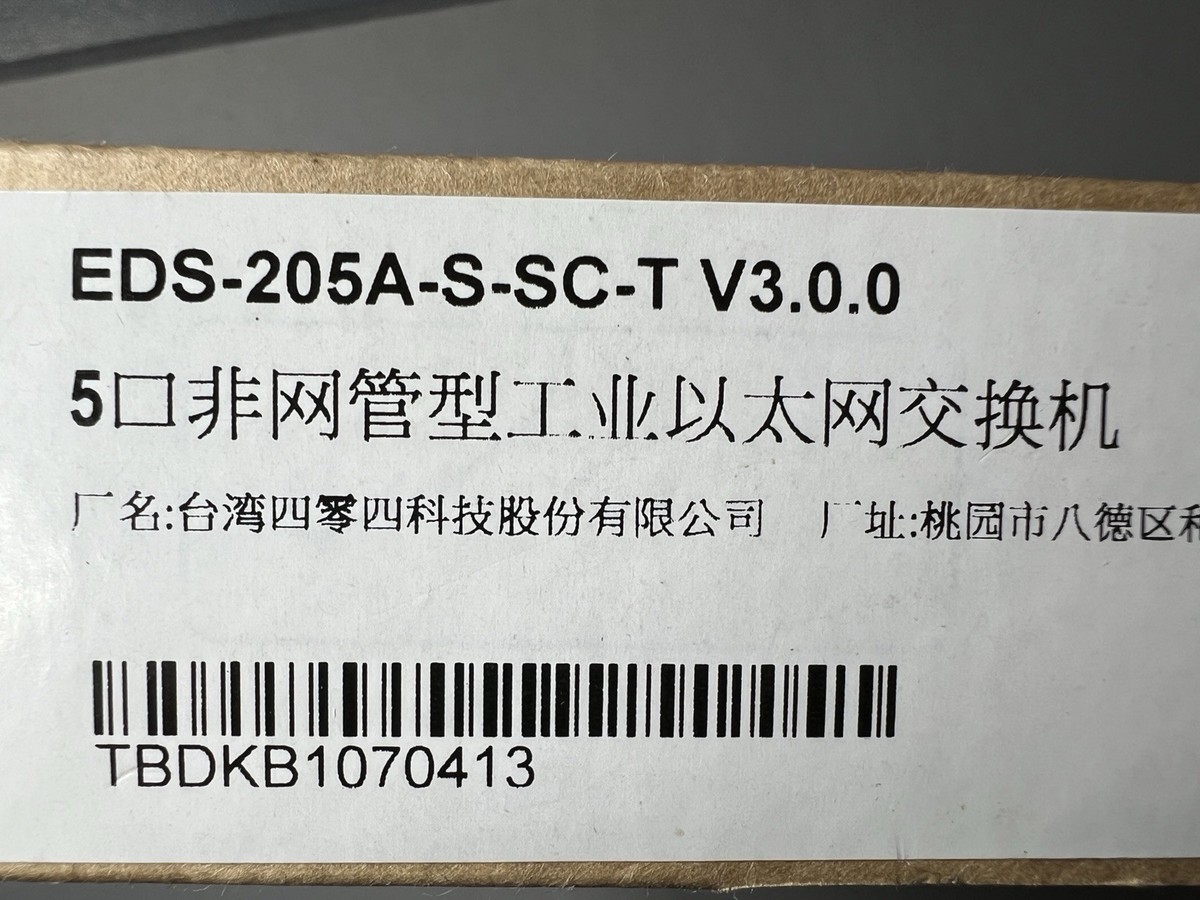 EDS-205A-S-SC-T V3.0.0
5口非网管型工业以太网交换机
厂名:台湾四零四科技股份有限公司 厂址:桃园市八德区和
TBDKB1070413